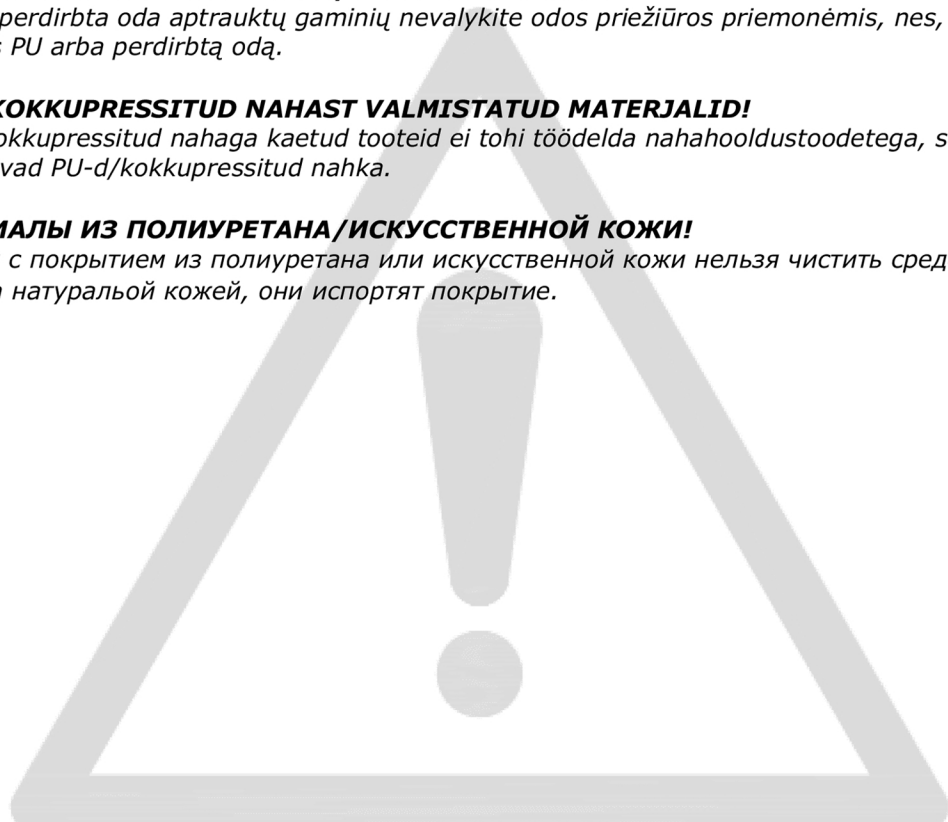 perdirbta oda aptrauktų gaminių nevalykite odos priežiūros priemonėmis, nes,
PU arba perdirbtą odą.
KOKKUPRESSITUD NAHAST VALMISTATUD MATERJALID!
okkupressitud nahaga kaetud tooteid ei tohi töödelda nahahooldustoodetega, s
vad PU-d/kokkupressitud nahka.
МАЛЫ ИЗ ПОЛИУРЕТАНА/ИСКУССТВЕННОЙ КОЖИ!
с покрытием из полиуретана или искусственной кожи нельзя чистить сред
натуральой кожей, они испортят покрытие.